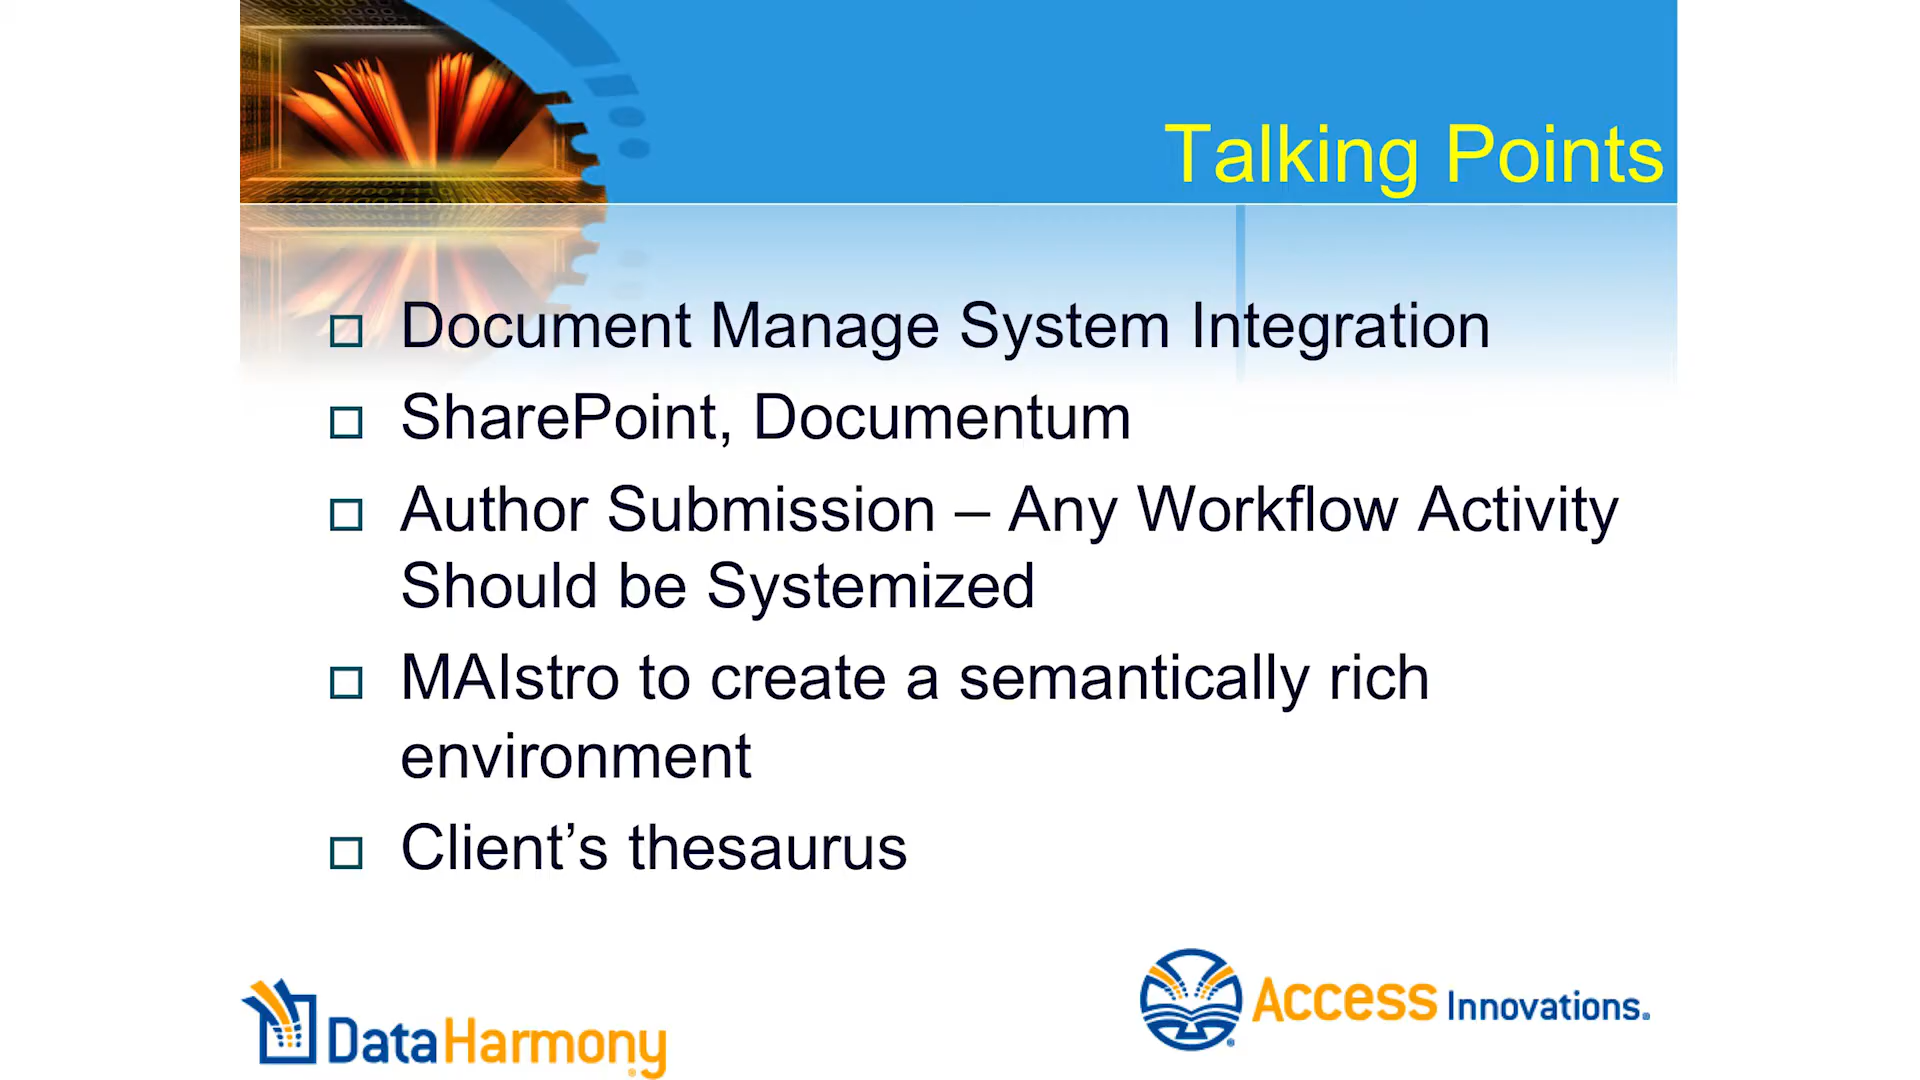 Talking Points
Document Manage System Integration
SharePoint, Documentum
Author Submission – Any Workflow Activity
Should be Systemized
MAIstro to create a semantically rich
environment
Client’s thesaurus
DataHarmony®
Access Innovations®